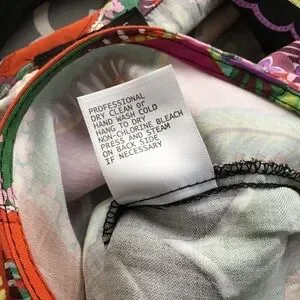 PROFESSIONAL
DRY CLEAN or
HAND WASH COLD
HANG TO DRY
NON-CHLORINE BLEACH
PRESS AND STEAM
ON BACK SIDE
IF NECESSARY